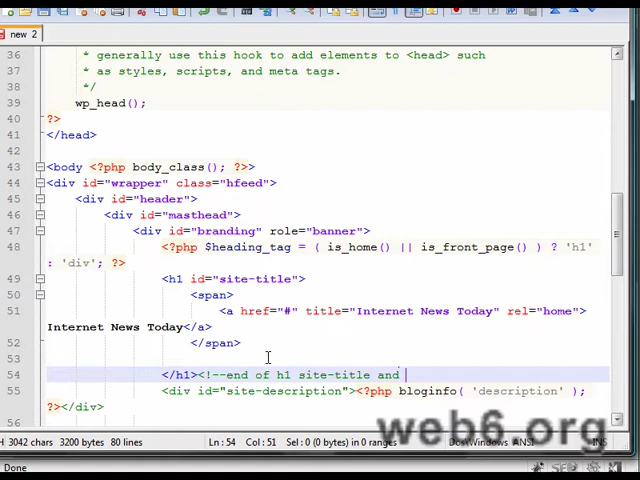 new 2
36 * generally use this hook to add elements to <head> such
37 * as styles, scripts, and meta tags.
38 */
39 wp_head();
40 ?>
41 </head>
42
43 <body <?php body_class(); ?>>
44 <div id="wrapper" class="hfeed">
45 <div id="header">
46 <div id="masthead">
47 <div id="branding" role="banner">
48 <?php $heading_tag = ( is_home() || is_front_page() ) ? 'h1'
: 'div'; ?>
49 <h1 id="site-title">
50 <span>
51 <a href="#" title="Internet News Today" rel="home">
Internet News Today</a>
52 </span>
53
54 </h1><!--end of h1 site-title and
55 <div id="site-description"><?php bloginfo( 'description' );
?></div>
56
web6.org
H 3042 chars 3200 bytes 80 lines Ln : 54 Col : 51 Sel : 0 (0 bytes) in 0 ranges Dos\Windows INS
Done